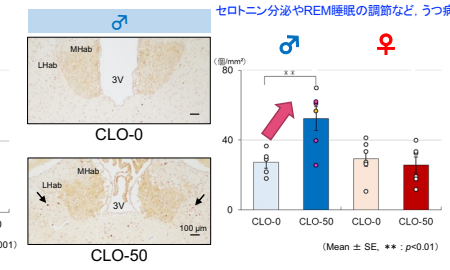 セロトニン分泌やREM睡眠の調節など，うつ病
♂
MHab
LHab
3V
CLO-0
MHab
LHab
3V
100 μm
CLO-50
001)
♂ ♀
(個/mm²)
80
**
40
0
CLO-0 CLO-50 CLO-0 CLO-50
(Mean ± SE, ** : p<0.01)